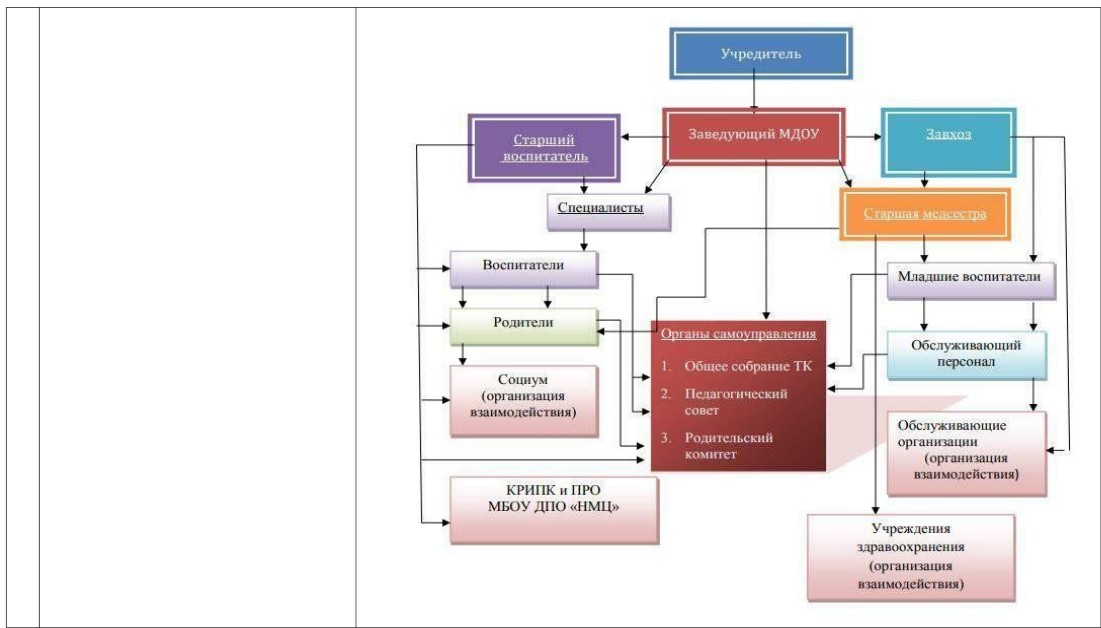 Учредитель
Старший
воспитатель
Заведующий МДОУ
Завхоз
Специалисты
Старшая медсестра
Воспитатели
Младшие воспитатели
Родители
Органы самоуправления
1. Общее собрание ТК
2. Педагогический
совет
3. Родительский
комитет
Обслуживающий
персонал
Социум
(организация
взаимодействия)
Обслуживающие
организации
(организация
взаимодействия)
КРИПК и ПРО
МБОУ ДПО «НМЦ»
Учреждения
здравоохранения
(организация
взаимодействия)